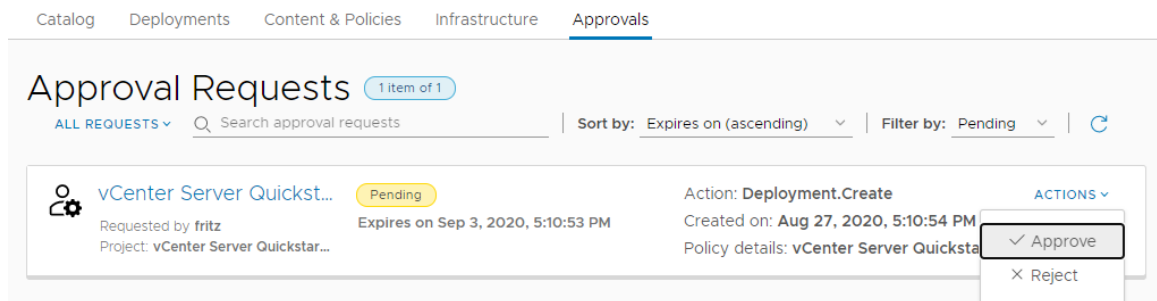 Catalog Deployments Content & Policies Infrastructure Approvals
Approval Requests 1 item of 1
ALL REQUESTS Search approval requests Sort by: Expires on (ascending) Filter by: Pending
vCenter Server Quickst... Pending Action: Deployment.Create ACTIONS
Requested by fritz Expires on Sep 3, 2020, 5:10:53 PM Created on: Aug 27, 2020, 5:10:54 PM
Project: vCenter Server Quickstar... Policy details: vCenter Server Quicksta
Approve
Reject